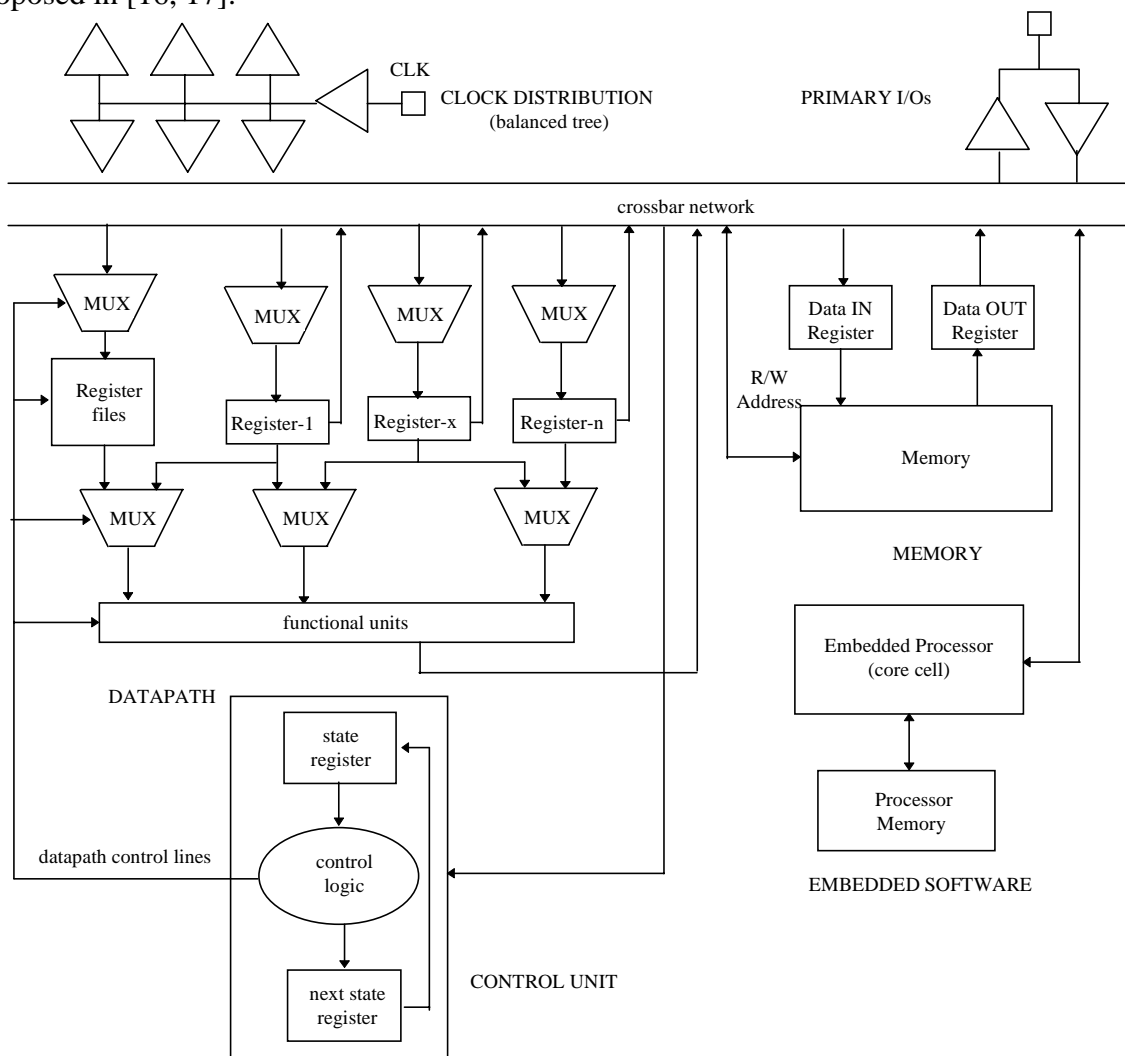 oposed in [16, 17].
CLK
CLOCK DISTRIBUTION
(balanced tree)
PRIMARY I/Os
crossbar network
MUX
MUX
MUX
MUX
Data IN
Register
Data OUT
Register
R/W
Address
Register
files
Register-1
Register-x
Register-n
Memory
MUX
MUX
MUX
MEMORY
functional units
Embedded Processor
(core cell)
DATAPATH
state
register
Processor
Memory
datapath control lines
control
logic
EMBEDDED SOFTWARE
CONTROL UNIT
next state
register